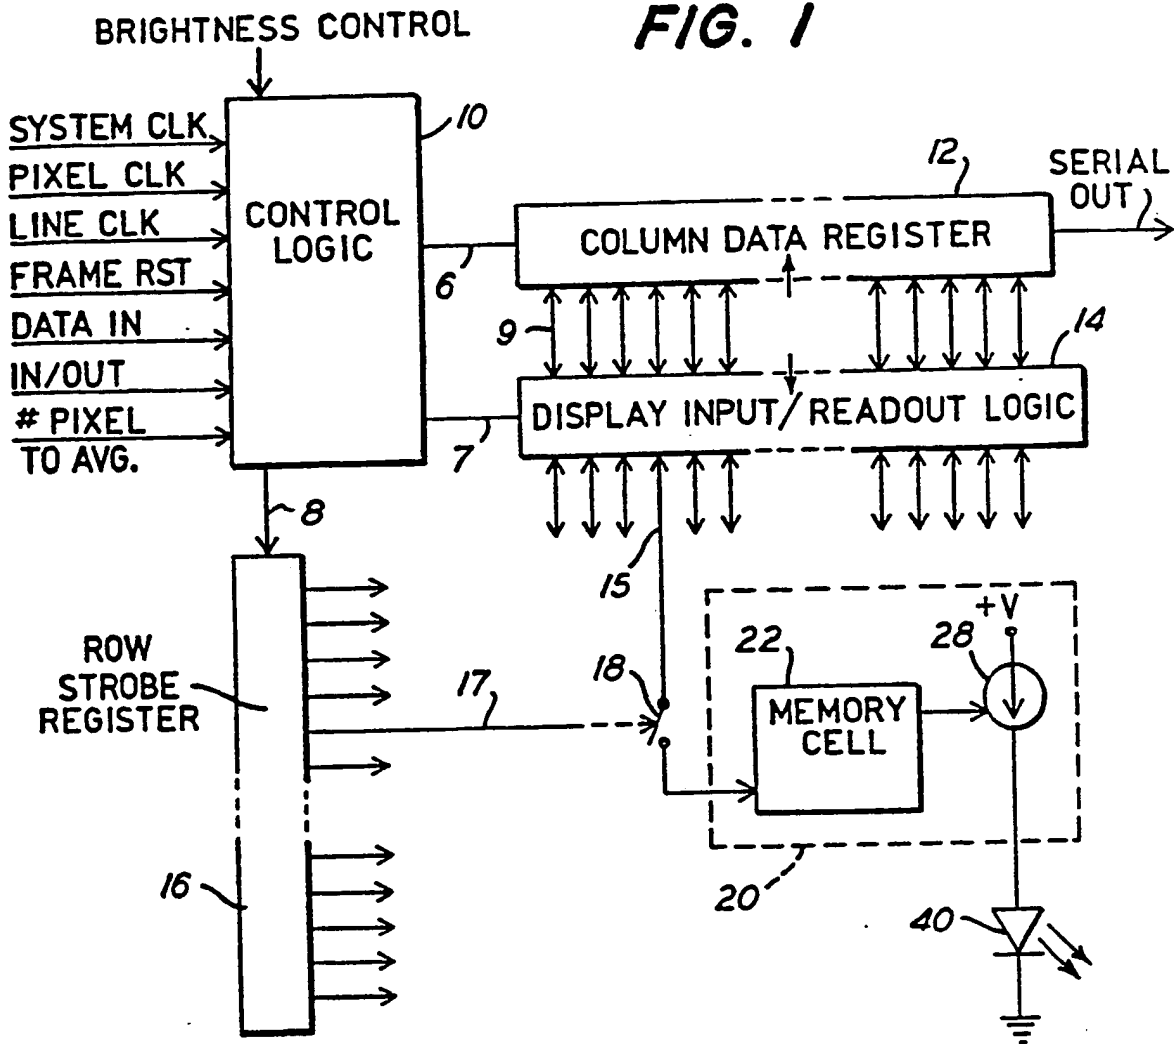 BRIGHTNESS CONTROL
FIG. 1
SYSTEM CLK
PIXEL CLK
LINE CLK
FRAME RST
DATA IN
IN/OUT
# PIXEL
TO AVG.
10
CONTROL
LOGIC
12
SERIAL
OUT
COLUMN DATA REGISTER
6
9
14
DISPLAY INPUT/READOUT LOGIC
7
8
15
ROW
STROBE
REGISTER
17
18
22
+V
28
MEMORY
CELL
16
20
40